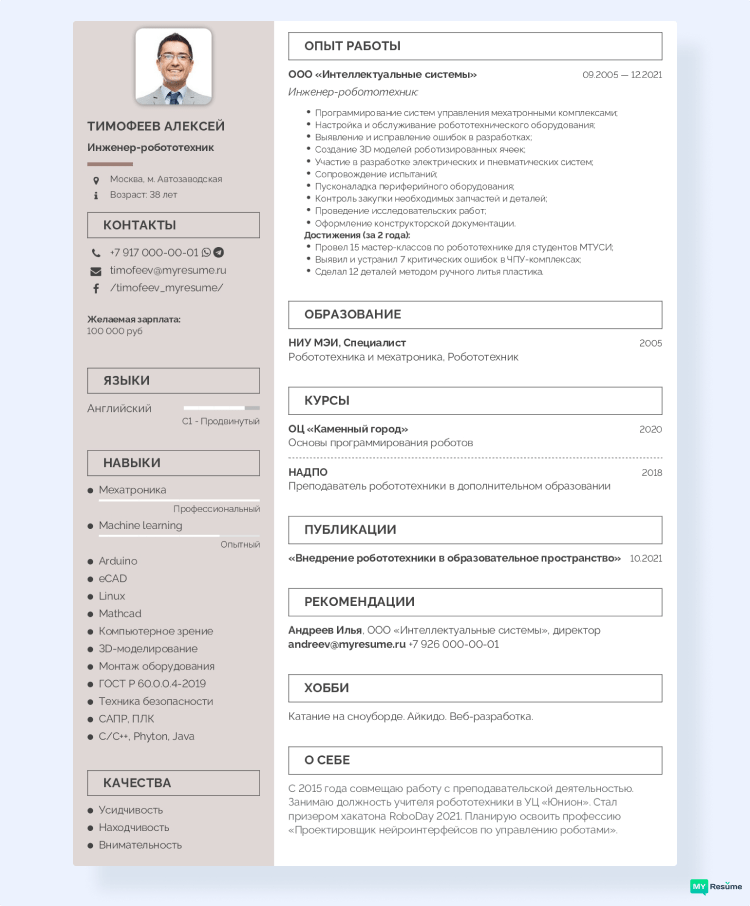 ТИМОФЕЕВ АЛЕКСЕЙ
Инженер-робототехник
Москва, м. Автозаводская
Возраст: 38 лет
КОНТАКТЫ
+7 917 000-00-01
timofeev@myresume.ru
/timofeev_myresume/
Желаемая зарплата:
100 000 руб
ЯЗЫКИ
Английский
C1 - Продвинутый
НАВЫКИ
Мехатроника
Профессиональный
Machine learning
Опытный
Arduino
eCAD
Linux
Mathcad
Компьютерное зрение
3D-моделирование
Монтаж оборудования
ГОСТ Р 60.0.0.4-2019
Техника безопасности
САПР, ПЛК
C/C++, Phyton, Java
КАЧЕСТВА
Усидчивость
Находчивость
Внимательность
ОПЫТ РАБОТЫ
ООО «Интеллектуальные системы» 09.2005 — 12.2021
Инженер-робототехник:
Программирование систем управления мехатронными комплексами;
Настройка и обслуживание робототехнического оборудования;
Выявление и исправление ошибок в разработках;
Создание 3D моделей роботизированных ячеек;
Участие в разработке электрических и пневматических систем;
Сопровождение испытаний;
Пусконаладка периферийного оборудования;
Контроль закупки необходимых запчастей и деталей;
Проведение исследовательских работ;
Оформление конструкторской документации.
Достижения (за 2 года):
Провел 15 мастер-классов по робототехнике для студентов МТУСИ;
Выявил и устранил 7 критических ошибок в ЧПУ-комплексах;
Сделал 12 деталей методом ручного литья пластика.
ОБРАЗОВАНИЕ
НИУ МЭИ, Специалист 2005
Робототехника и мехатроника, Робототехник
КУРСЫ
ОЦ «Каменный город» 2020
Основы программирования роботов
НАДПО 2018
Преподаватель робототехники в дополнительном образовании
ПУБЛИКАЦИИ
«Внедрение робототехники в образовательное пространство» 10.2021
РЕКОМЕНДАЦИИ
Андреев Илья, ООО «Интеллектуальные системы», директор
andreev@myresume.ru +7 926 000-00-01
ХОББИ
Катание на сноуборде. Айкидо. Веб-разработка.
О СЕБЕ
С 2015 года совмещаю работу с преподавательской деятельностью.
Занимаю должность учителя робототехники в УЦ «Юнион». Стал
призером хакатона RoboDay 2021. Планирую освоить профессию
«Проектировщик нейроинтерфейсов по управлению роботами».
MY Resume